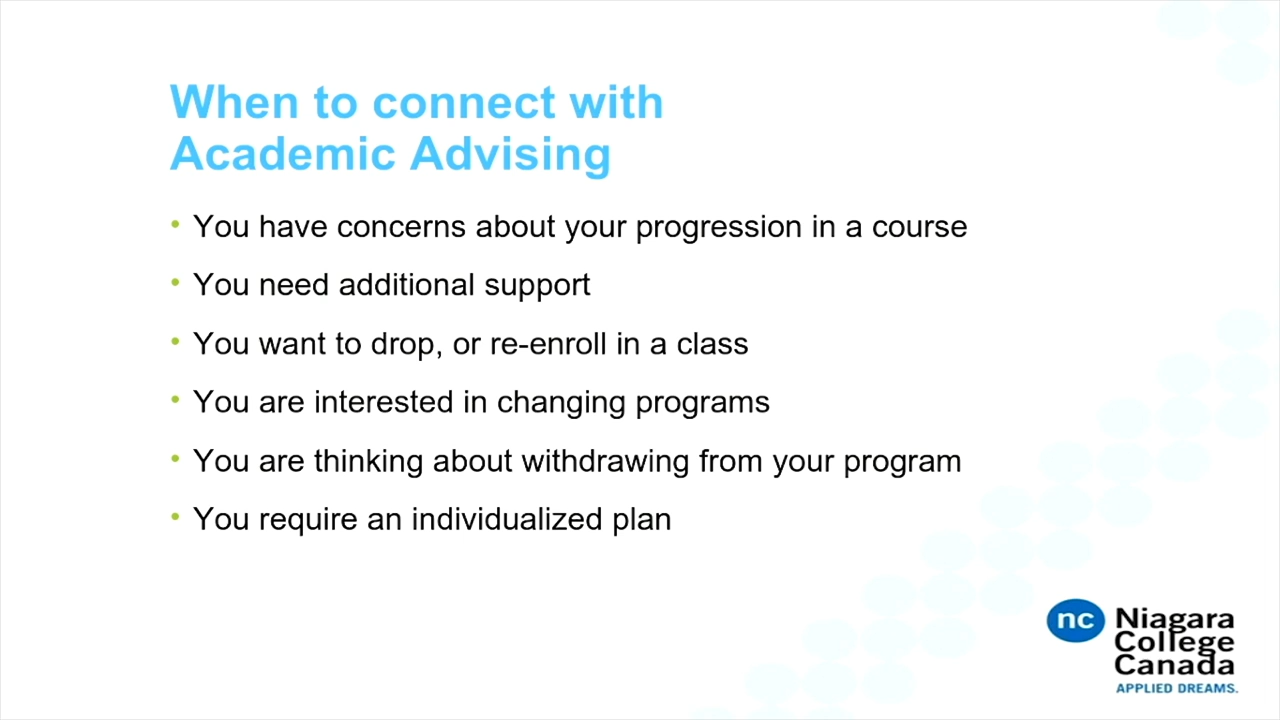 When to connect with
Academic Advising
• You have concerns about your progression in a course
• You need additional support
• You want to drop, or re-enroll in a class
• You are interested in changing programs
• You are thinking about withdrawing from your program
• You require an individualized plan
nc
Niagara
College
Canada
APPLIED DREAMS.